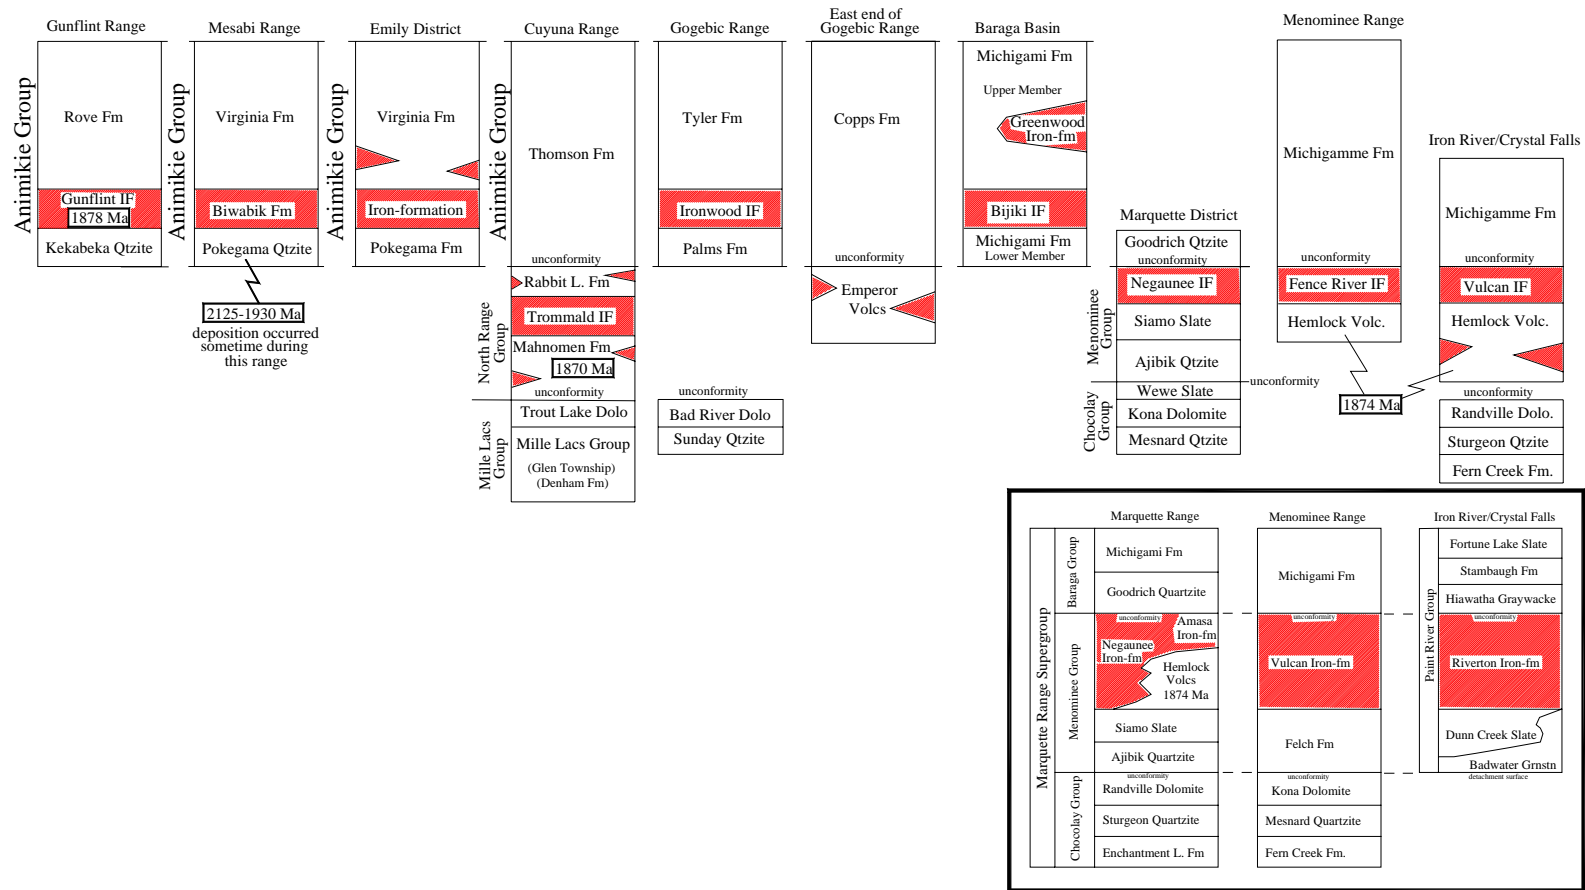 Gunflint Range
Animikie Group
Rove Fm
Gunflint IF
1878 Ma
Kekabeka Qtzite
Mesabi Range
Animikie Group
Virginia Fm
Biwabik Fm
Pokegama Qtzite
2125-1930 Ma
deposition occurred
sometime during
this range
Emily District
Animikie Group
Virginia Fm
Iron-formation
Pokegama Fm
Cuyuna Range
Animikie Group
Thomson Fm
unconformity
North Range
Group
Rabbit L. Fm
Trommald IF
Mahnomen Fm
1870 Ma
unconformity
Mille Lacs
Group
Trout Lake Dolo
Mille Lacs Group
(Glen Township)
(Denham Fm)
Gogebic Range
Tyler Fm
Ironwood IF
Palms Fm
unconformity
Bad River Dolo
Sunday Qtzite
East end of
Gogebic Range
Copps Fm
unconformity
Emperor
Volcs
Baraga Basin
Michigami Fm
Upper Member
Greenwood
Iron-fm
Bijiki IF
Michigami Fm
Lower Member
Marquette District
Goodrich Qtzite
unconformity
Menominee
Group
Negaunee IF
Siamo Slate
Ajibik Qtzite
unconformity
Chocolay
Group
Wewe Slate
Kona Dolomite
Mesnard Qtzite
Menominee Range
Michigamme Fm
unconformity
Fence River IF
Hemlock Volc.
1874 Ma
Iron River/Crystal Falls
Michigamme Fm
unconformity
Vulcan IF
Hemlock Volc.
unconformity
Randville Dolo.
Sturgeon Qtzite
Fern Creek Fm.
Marquette Range Supergroup
Marquette Range
Baraga Group
Michigami Fm
Goodrich Quartzite
Menominee Group
unconformity
Amasa
Iron-fm
Negaunee
Iron-fm
Hemlock
Volcs
1874 Ma
Siamo Slate
Ajibik Quartzite
unconformity
Chocolay Group
Randville Dolomite
Sturgeon Quartzite
Enchantment L. Fm
Menominee Range
Michigami Fm
unconformity
Vulcan Iron-fm
Felch Fm
unconformity
Kona Dolomite
Mesnard Quartzite
Fern Creek Fm.
Iron River/Crystal Falls
Paint River Group
Fortune Lake Slate
Stambaugh Fm
Hiawatha Graywacke
unconformity
Riverton Iron-fm
Dunn Creek Slate
Badwater Grnstn
detachment surface